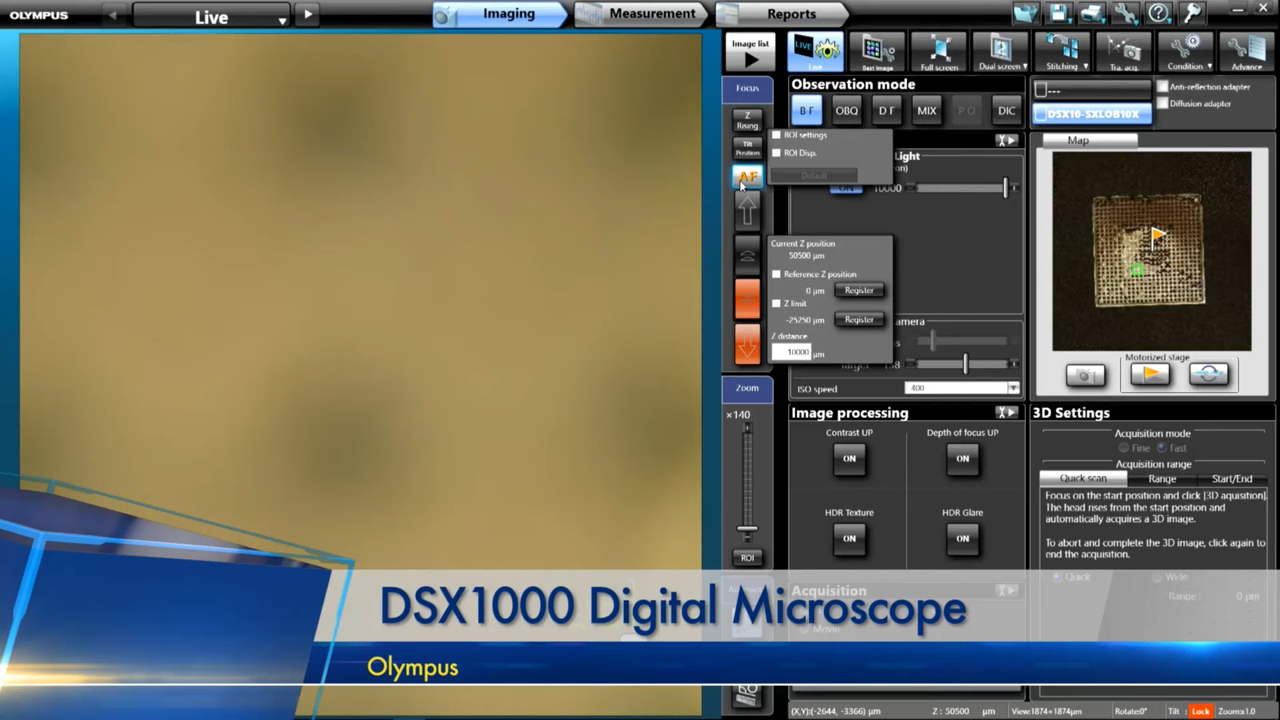 OLYMPUS
Live
Imaging
Measurement
Reports
Image list
Live
Best image
Full screen
Dual screen
Stitching
Tra. acq.
Condition
Advance
Focus
Z
Rising
Tilt
Position
AF
Observation mode
BF
OBQ
DF
MIX
PO
DIC
---
DSX10-SXLOB10X
Anti-reflection adapter
Diffusion adapter
ROI settings
ROI Disp.
Default
Light
ON
10000
Map
Current Z position
50500 μm
Reference Z position
0 μm
Register
Z limit
-25250 μm
Register
Z distance
10000 μm
ISO speed
400
Motorized stage
Zoom
×140
ROI
Image processing
Contrast UP
Depth of focus UP
ON
ON
HDR Texture
HDR Glare
ON
ON
3D Settings
Acquisition mode
Fine
Fast
Acquisition range
Quick scan
Range
Start/End
Focus on the start position and click [3D aquisition].
The head rises from the start position and
automatically acquires a 3D image.
To abort and complete the 3D image, click again to
end the acquisition.
Quick
Wide
Range :
0 μm
Acquisition
Movie
DSX1000 Digital Microscope
Olympus
(X,Y):(-2644, -3366) μm
Z : 50500 μm
View:1874×1874μm
Rotate:0°
Tilt :
Lock
Zoom:1.0